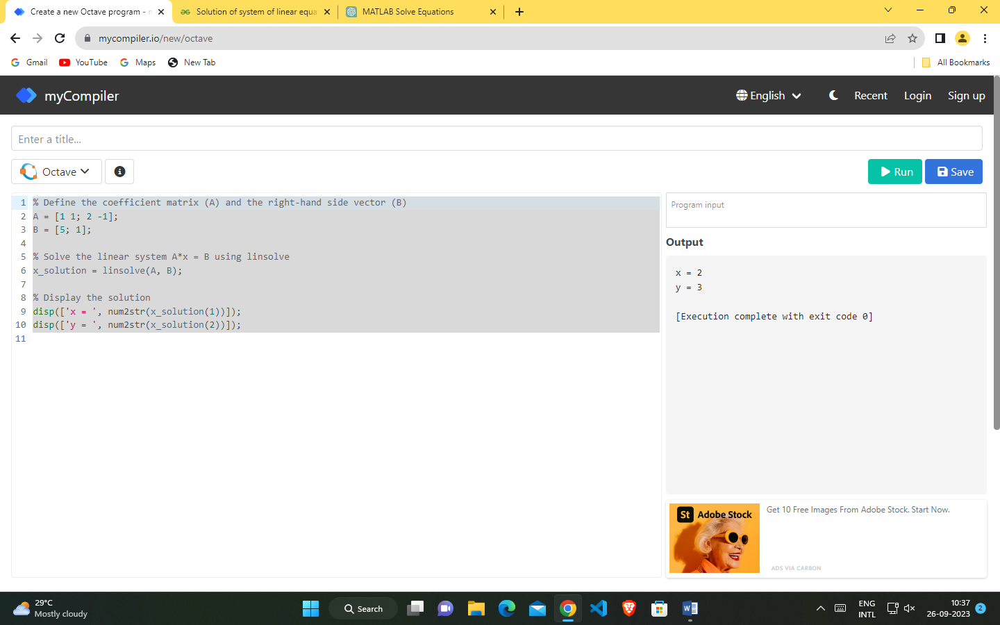 Create a new Octave program - m
Solution of system of linear equa
MATLAB Solve Equations
mycompiler.io/new/octave
Gmail
YouTube
Maps
New Tab
All Bookmarks
myCompiler
English
Recent
Login
Sign up
Enter a title...
Octave
Run
Save
1 % Define the coefficient matrix (A) and the right-hand side vector (B)
2 A = [1 1; 2 -1];
3 B = [5; 1];
4
5 % Solve the linear system A*x = B using linsolve
6 x_solution = linsolve(A, B);
7
8 % Display the solution
9 disp(['x = ', num2str(x_solution(1))]);
10 disp(['y = ', num2str(x_solution(2))]);
11
Program input
Output
x = 2
y = 3
[Execution complete with exit code 0]
St Adobe Stock
Get 10 Free Images From Adobe Stock. Start Now.
ADS VIA CARBON
29°C
Mostly cloudy
Search
ENG
INTL
10:37
26-09-2023
2